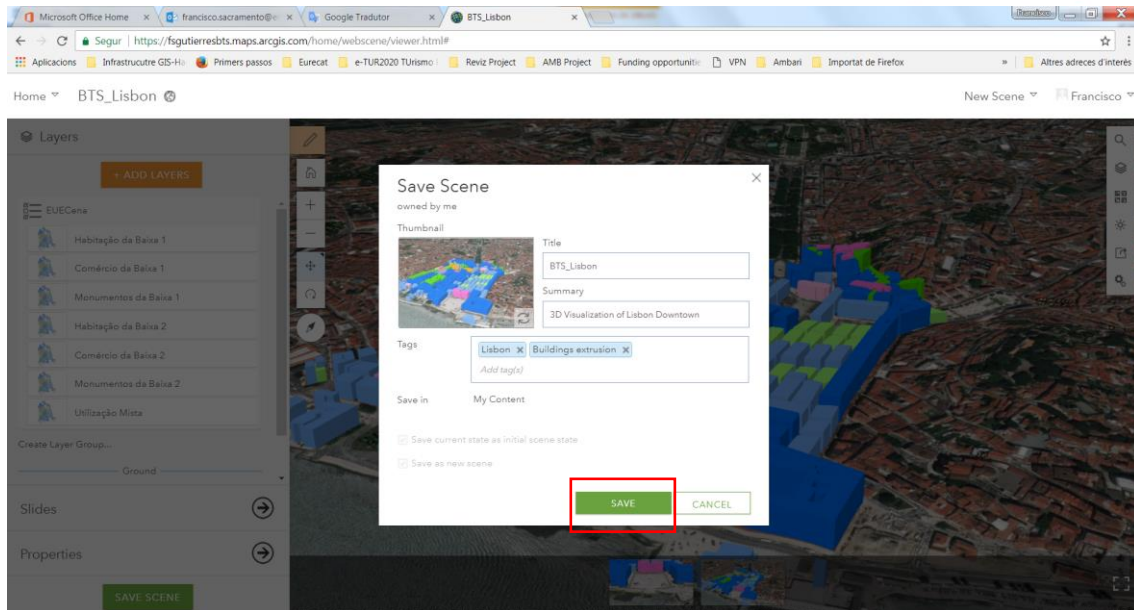 Microsoft Office Home
francisco.sacramento@e
Google Tradutor
BTS_Lisbon
Francisco
Segur
https://fsgutierresbts.maps.arcgis.com/home/webscene/viewer.html#
Aplicacions
Infrastrucutre GIS-Ha
Primers passos
Eurecat
e-TUR2020 TUrismo
Reviz Project
AMB Project
Funding opportunitie
VPN
Ambari
Importat de Firefox
»
Altres adreces d'interès
Home
BTS_Lisbon
New Scene
Francisco
Layers
+ ADD LAYERS
EUECena
Habitação da Baixa 1
Comércio da Baixa 1
Monumentos da Baixa 1
Habitação da Baixa 2
Comércio da Baixa 2
Monumentos da Baixa 2
Utilização Mista
Create Layer Group...
Ground
Slides
Properties
SAVE SCENE
Save Scene
owned by me
Thumbnail
Title
BTS_Lisbon
Summary
3D Visualization of Lisbon Downtown
Tags
Lisbon x Buildings extrusion x
Add tag(s)
Save in My Content
Save current state as initial scene state
Save as new scene
SAVE
CANCEL